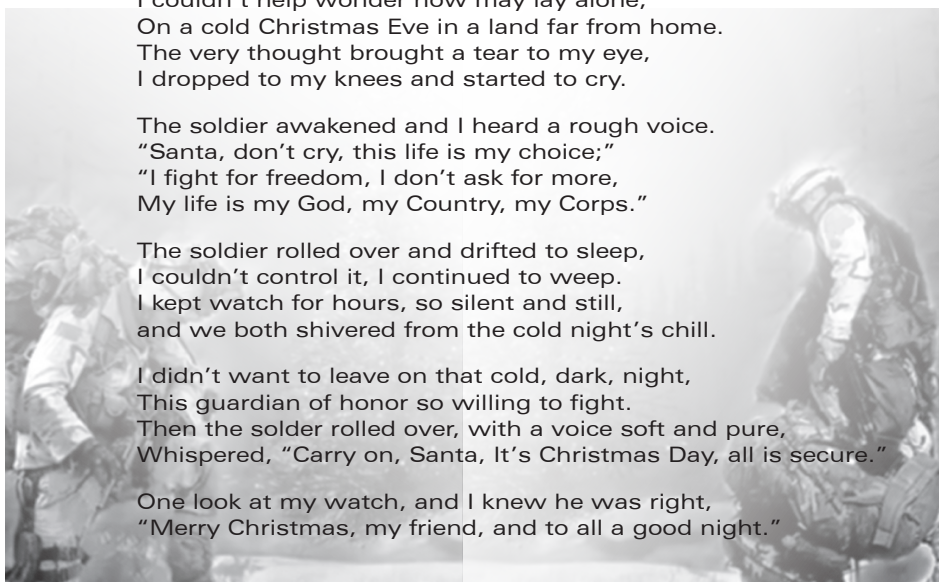 I couldn't help wonder how may lay alone,
On a cold Christmas Eve in a land far from home.
The very thought brought a tear to my eye,
I dropped to my knees and started to cry.
The soldier awakened and I heard a rough voice.
“Santa, don't cry, this life is my choice;”
“I fight for freedom, I don't ask for more,
My life is my God, my Country, my Corps.”
The soldier rolled over and drifted to sleep,
I couldn't control it, I continued to weep.
I kept watch for hours, so silent and still,
and we both shivered from the cold night's chill.
I didn't want to leave on that cold, dark, night,
This guardian of honor so willing to fight.
Then the solder rolled over, with a voice soft and pure,
Whispered, “Carry on, Santa, It's Christmas Day, all is secure.”
One look at my watch, and I knew he was right,
“Merry Christmas, my friend, and to all a good night.”